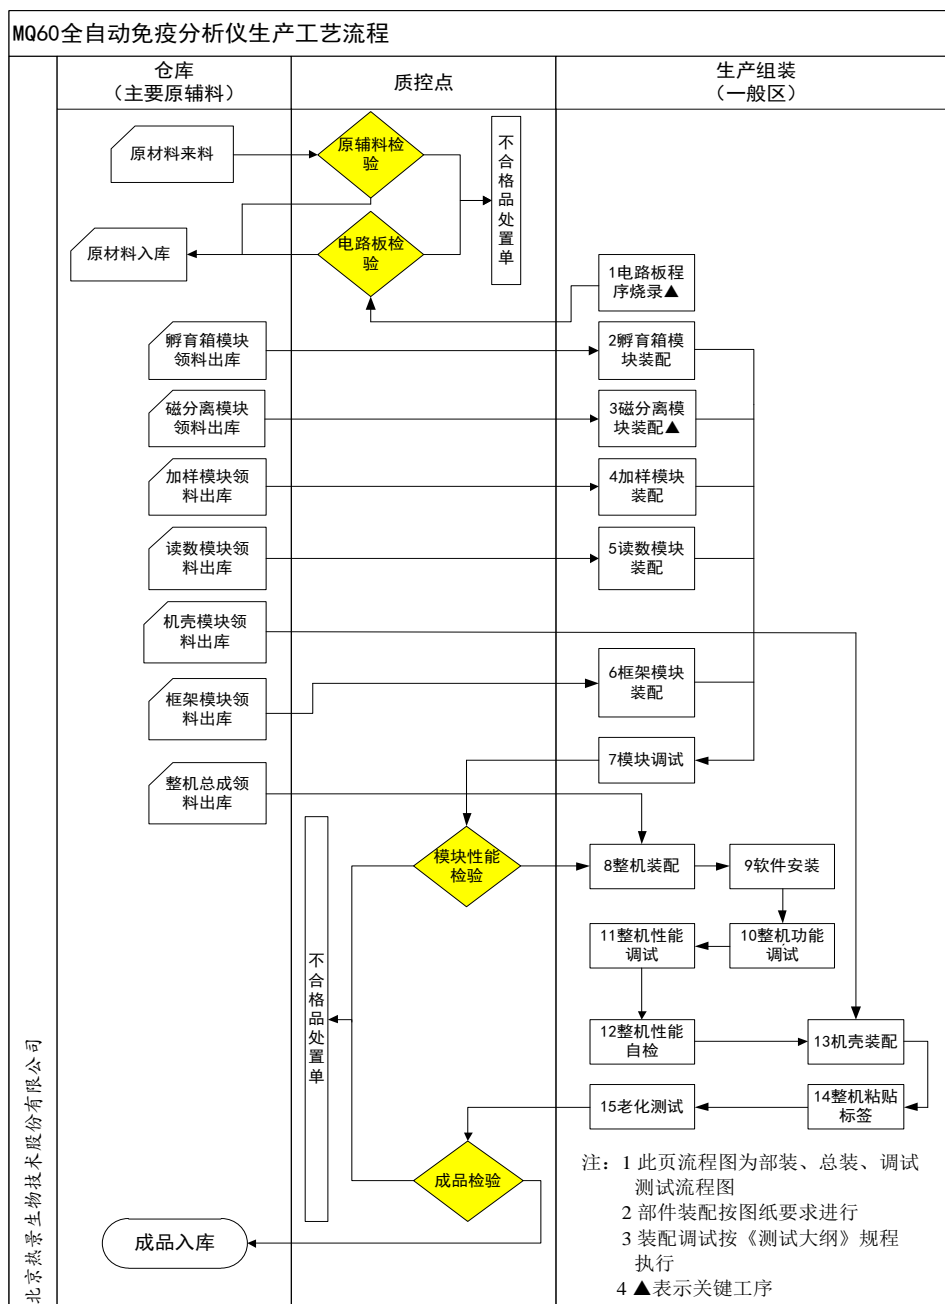 MQ60全自动免疫分析仪生产工艺流程
仓库
（主要原辅料）
质控点
生产组装
（一般区）
原材料来料
原辅料检
验
不合格品处置单
原材料入库
电路板检
验
1电路板程
序烧录▲
孵育箱模块
领料出库
2孵育箱模
块装配
磁分离模块
领料出库
3磁分离模
块装配▲
加样模块领
料出库
4加样模块
装配
读数模块领
料出库
5读数模块
装配
机壳模块领
料出库
框架模块领
料出库
6框架模块
装配
7模块调试
整机总成领
料出库
模块性能
检验
8整机装配
9软件安装
11整机性能
调试
10整机功能
调试
不合格品处置单
12整机性能
自检
13机壳装配
15老化测试
14整机粘贴
标签
成品检验
成品入库
注：1 此页流程图为部装、总装、调试
测试流程图
2 部件装配按图纸要求进行
3 装配调试按《测试大纲》规程
执行
4 ▲表示关键工序
北京热景生物技术股份有限公司